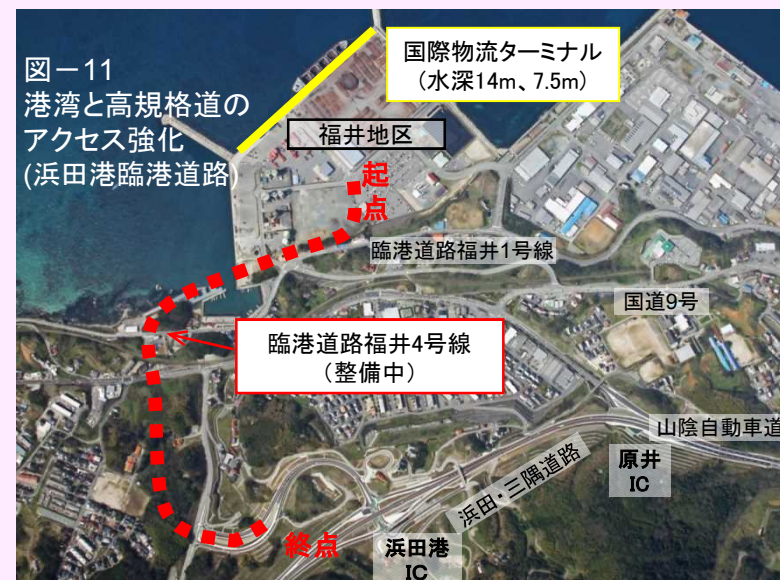 図－11
港湾と高規格道の
アクセス強化
(浜田港臨港道路)
国際物流ターミナル
(水深14m、7.5m)
福井地区
起
点
臨港道路福井1号線
国道9号
臨港道路福井4号線
(整備中)
山陰自動車道
原井
IC
浜田・三隅道路
終点
浜田港
IC